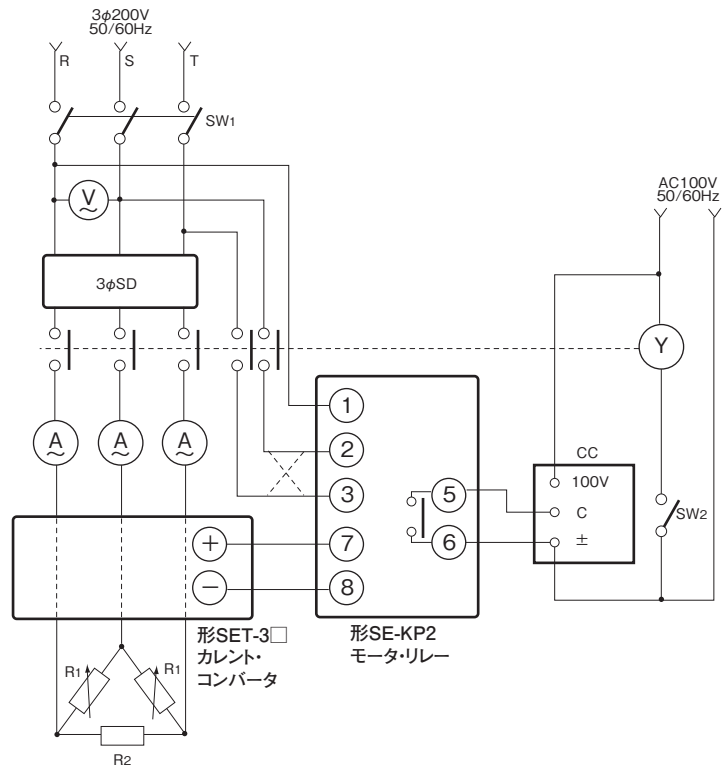 3φ200V
50/60Hz
R
S
T
SW1
V
3φSD
AC100V
50/60Hz
Y
A
A
A
1
2
3
7
8
5
6
CC
100V
C
±
SW2
+
−
形SET-3□
カレント・
コンバータ
形SE-KP2
モータ・リレー
R1
R1
R2